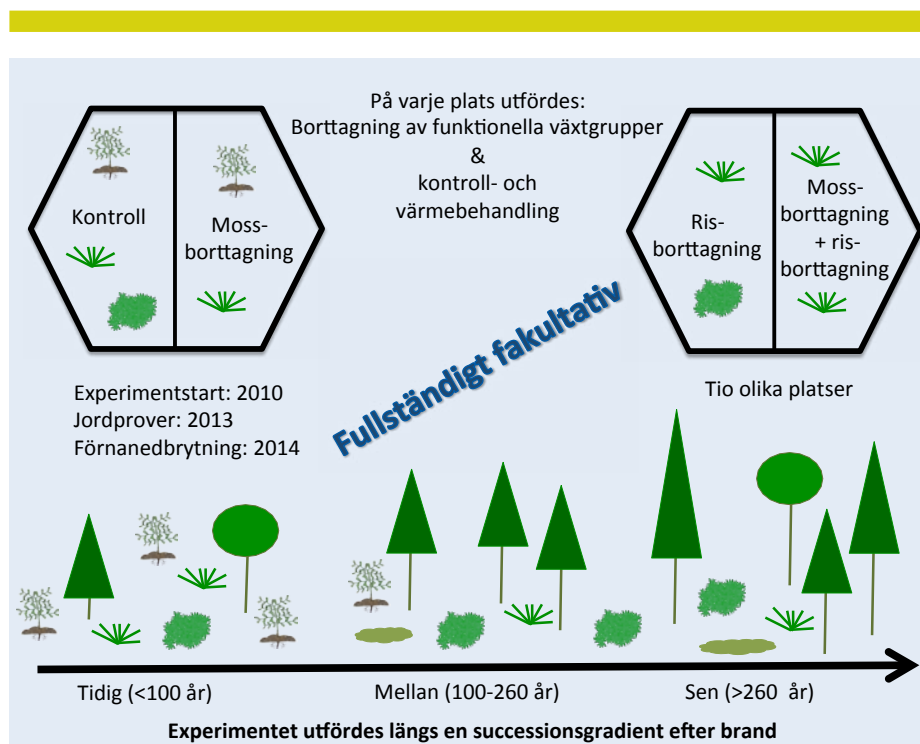 På varje plats utfördes:
Borttagning av funktionella växtgrupper
&
kontroll- och
värmebehandling
Kontroll
Moss-
borttagning
Ris-
borttagning
Moss-
borttagning
+ ris-
borttagning
Fullständigt fakultativ
Experimentstart: 2010
Jordprover: 2013
Förnanedbrytning: 2014
Tio olika platser
Tidig (<100 år)
Mellan (100-260 år)
Sen (>260 år)
Experimentet utfördes längs en successionsgradient efter brand